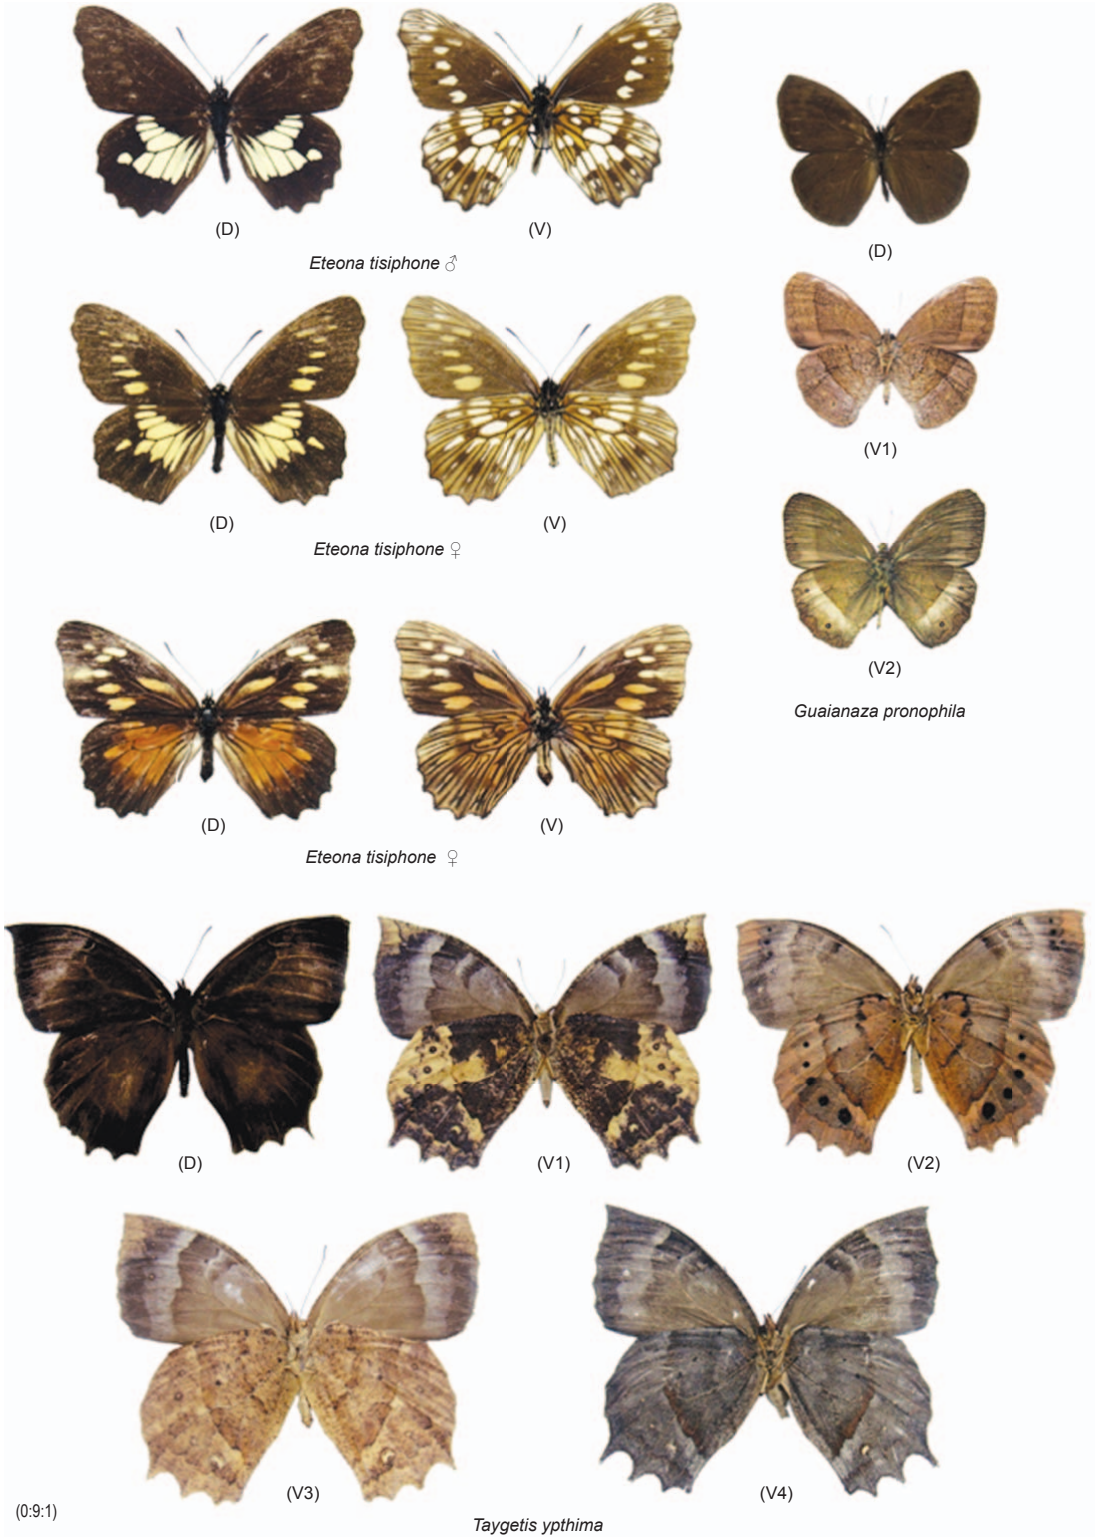 (D)
(V)
Eteona tisiphone ♂
(D)
(V)
Eteona tisiphone ♀
(D)
(V)
Eteona tisiphone ♀
(D)
(V1)
(V2)
Guaianaza pronophila
(D)
(V1)
(V2)
(V3)
(V4)
(0:9:1)
Taygetis ypthima